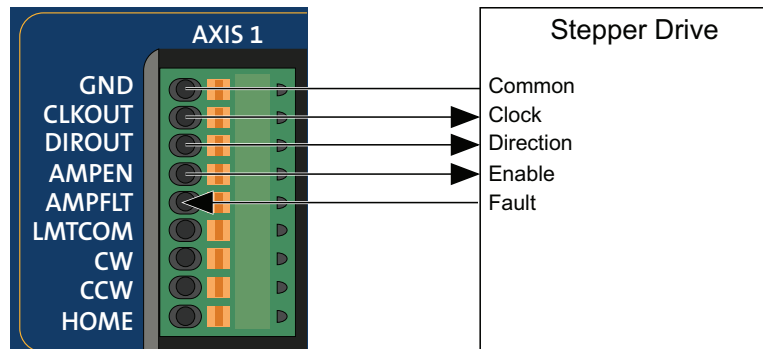 AXIS 1
GND
CLKOUT
DIROUT
AMPEN
AMPFLT
LMTCOM
CW
CCW
HOME
Stepper Drive
Common
Clock
Direction
Enable
Fault